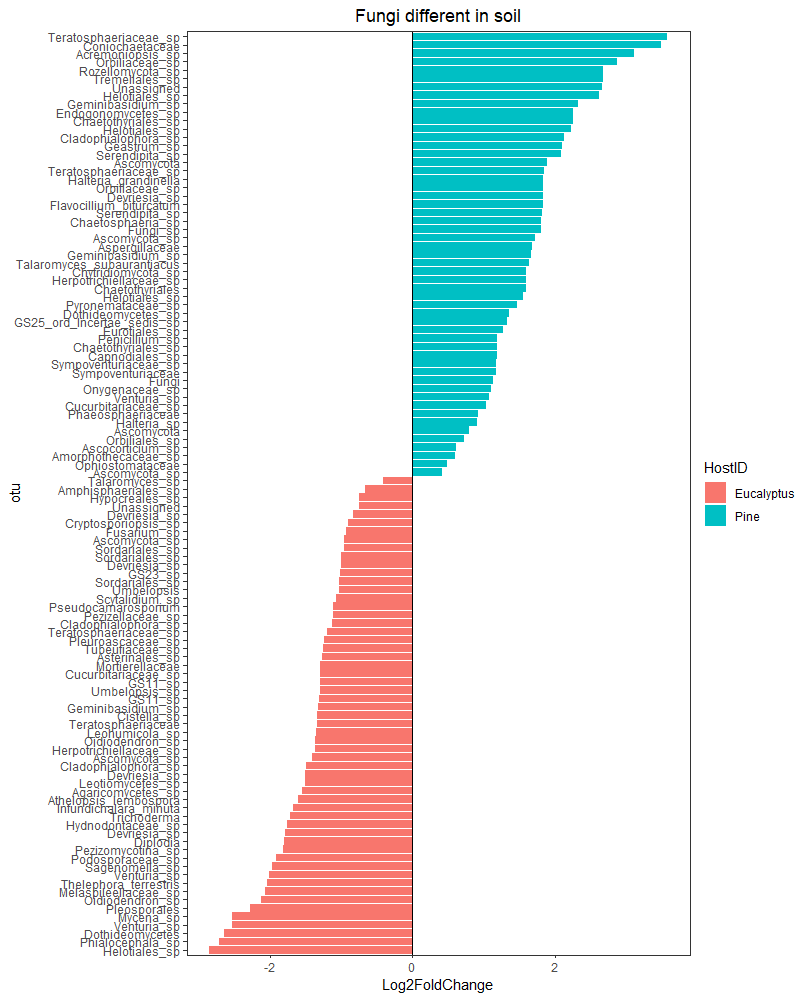 Fungi different in soil
Teratosphaeriaceae_sp
Coniochaetaceae
Acremoniopsis_sp
Orbiliaceae_sp
Rozellomycota_sp
Tremellales_sp
Unassigned
Helotiales_sp
Geminibasidium_sp
Endogonomycetes_sp
Chaetothyriales_sp
Helotiales_sp
Cladophialophora_sp
Geastrum_sp
Serendipita_sp
Ascomycota
Teratosphaeriaceae_sp
Halteria_grandinella
Orbiliaceae_sp
Devriesia_sp
Flavocillium_bifurcatum
Serendipita_sp
Chaetosphaeria_sp
Fungi_sp
Ascomycota_sp
Aspergillaceae
Geminibasidium_sp
Talaromyces_subaurantiacus
Chytridiomycota_sp
Herpotrichiellaceae_sp
Chaetothyriales
Helotiales_sp
Pyronemataceae_sp
Dothideomycetes_sp
GS25_ord_Incertae_sedis_sp
Eurotiales_sp
Penicillium_sp
Chaetothyriales_sp
Capnodiales_sp
Sympoventuriaceae_sp
Sympoventuriaceae
Fungi
Onygenaceae_sp
Venturia_sp
Cucurbitariaceae_sp
Phaeosphaeriaceae
Halteria_sp
Ascomycota
Orbiliales_sp
Ascocorticium_sp
Amorphothecaceae_sp
Ophiostomataceae
Ascomycota_sp
Talaromyces_sp
Amphisphaeriales_sp
Hypocreales_sp
Unassigned
Devriesia_sp
Cryptosporiopsis_sp
Fusarium_sp
Ascomycota_sp
Sordariales_sp
Sordariales_sp
Devriesia_sp
GS23_sp
Sordariales_sp
Umbelopsis
Scytalidium_sp
Pseudocamarosporium
Pezizellaceae_sp
Cladophialophora_sp
Teratosphaeriaceae_sp
Pleuroascaceae_sp
Tubeufiaceae_sp
Asterinales_sp
Mortierellaceae
Cucurbitariaceae_sp
GS11_sp
Umbelopsis_sp
GS11_sp
Geminibasidium_sp
Cistella_sp
Teratosphaeriaceae
Leohumicola_sp
Oidiodendron_sp
Herpotrichiellaceae_sp
Ascomycota_sp
Cladophialophora_sp
Devriesia_sp
Leotiomycetes_sp
Agaricomycetes_sp
Athelopsis_lembospora
Infundichalara_minuta
Trichoderma
Hydnodontaceae_sp
Devriesia_sp
Diplodia
Pezizomycotina_sp
Podosporaceae_sp
Sagenomella_sp
Venturia_sp
Thelephora_terrestris
Melaspileellaceae_sp
Oidiodendron_sp
Pleosporales
Mycena_sp
Venturia_sp
Dothideomycetes
Phialocephala_sp
Helotiales_sp
otu
-2
0
2
Log2FoldChange
HostID
Eucalyptus
Pine